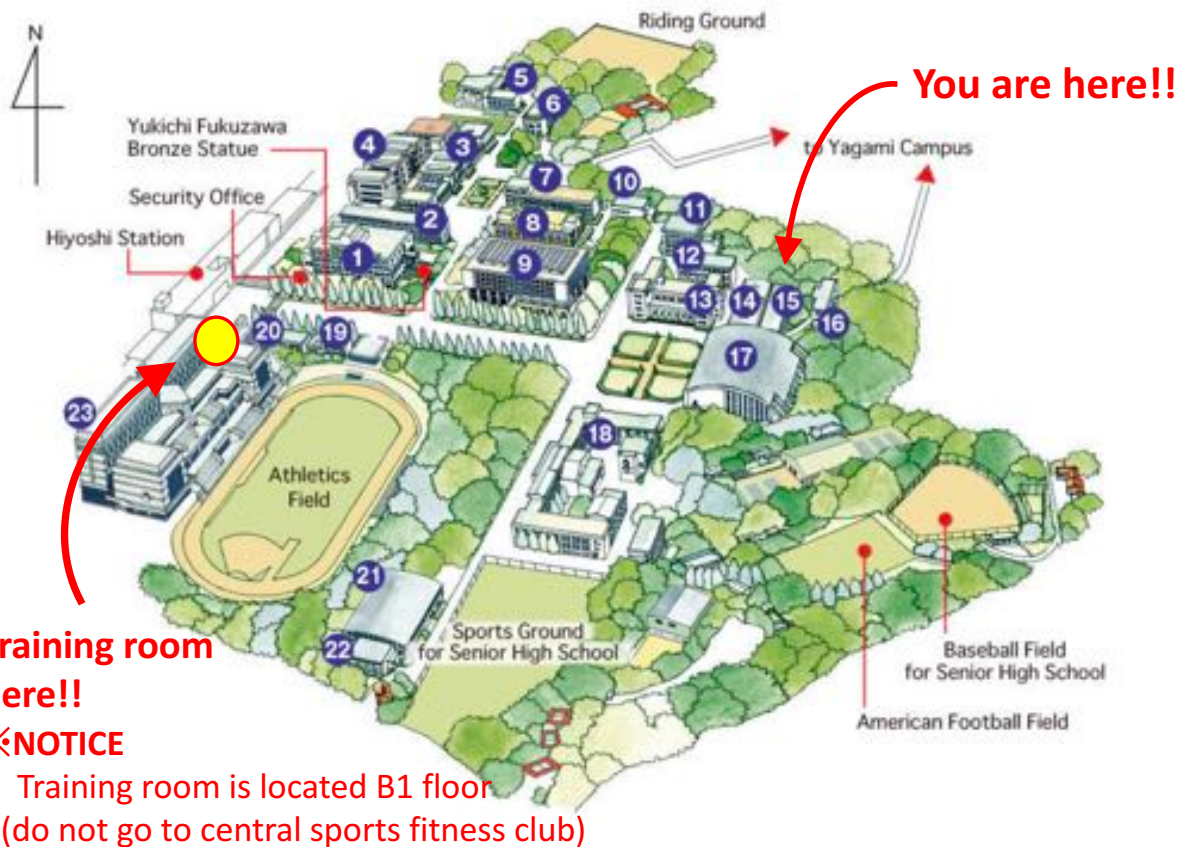 N
Riding Ground
You are here!!
5
6
Yukichi Fukuzawa
Bronze Statue
4
3
to Yagami Campus
7
10
Security Office
11
2
8
Hiyoshi Station
1
9
12
13
14
15
16
20
19
17
23
18
Athletics
Field
21
raining room
ere!!
22
Sports Ground
for Senior High School
Baseball Field
for Senior High School
American Football Field
※NOTICE
Training room is located B1 floor
(do not go to central sports fitness club)